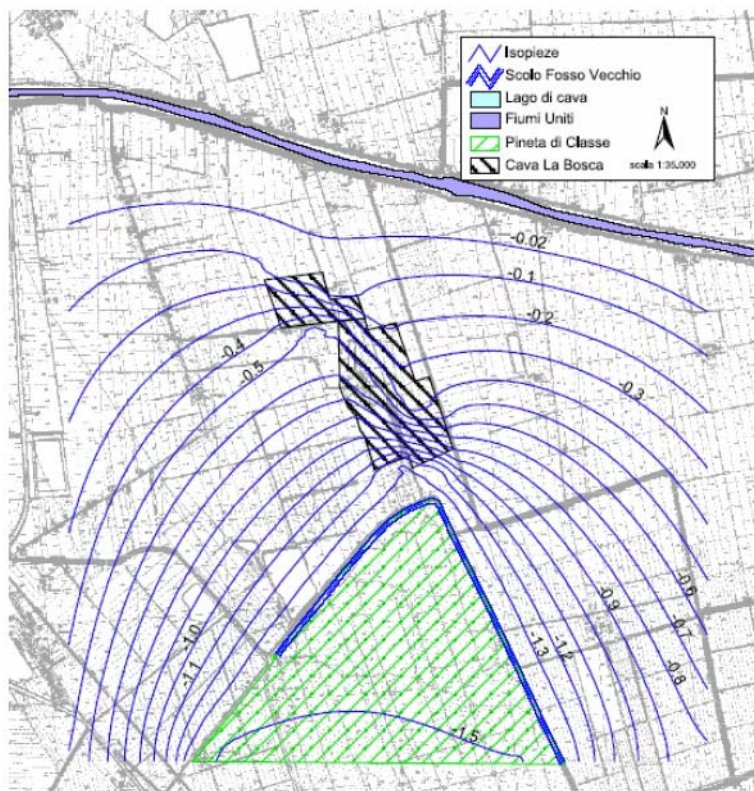 Isopieze
Scolo Fosso Vecchio
Lago di cava
Fiumi Uniti
Pineta di Classe
Cava La Bosca
N
scala 1:35.000
-0.02
-0.1
-0.2
-0.3
-0.4
-0.5
-0.6
-0.7
-0.8
-0.9
-1.0
-1.1
-1.2
-1.3
-1.5